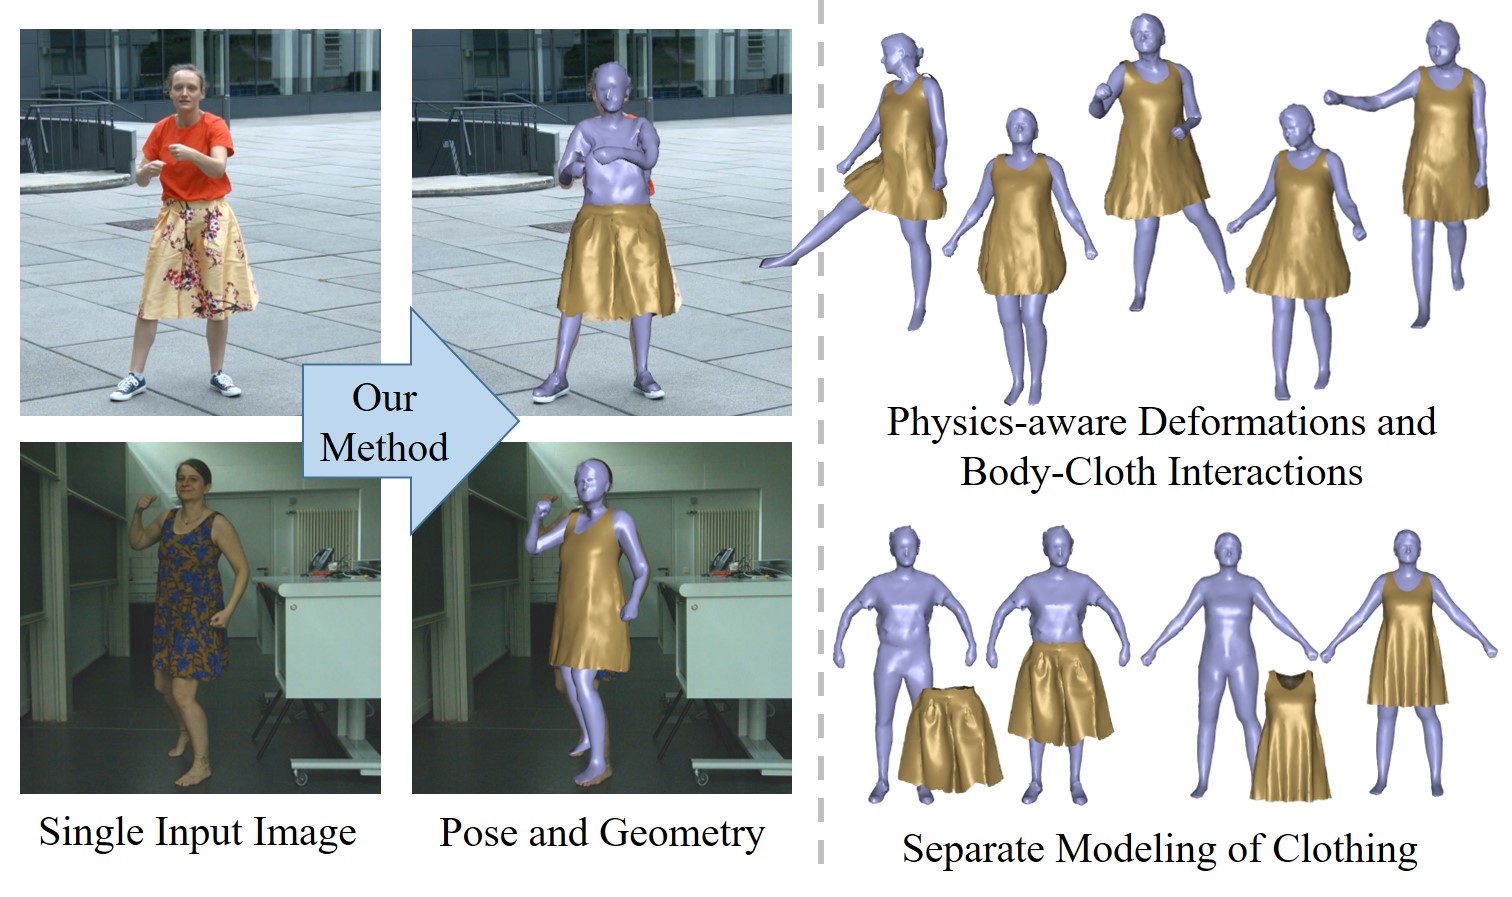 Our
Method
Single Input Image
Pose and Geometry
Physics-aware Deformations and
Body-Cloth Interactions
Separate Modeling of Clothing